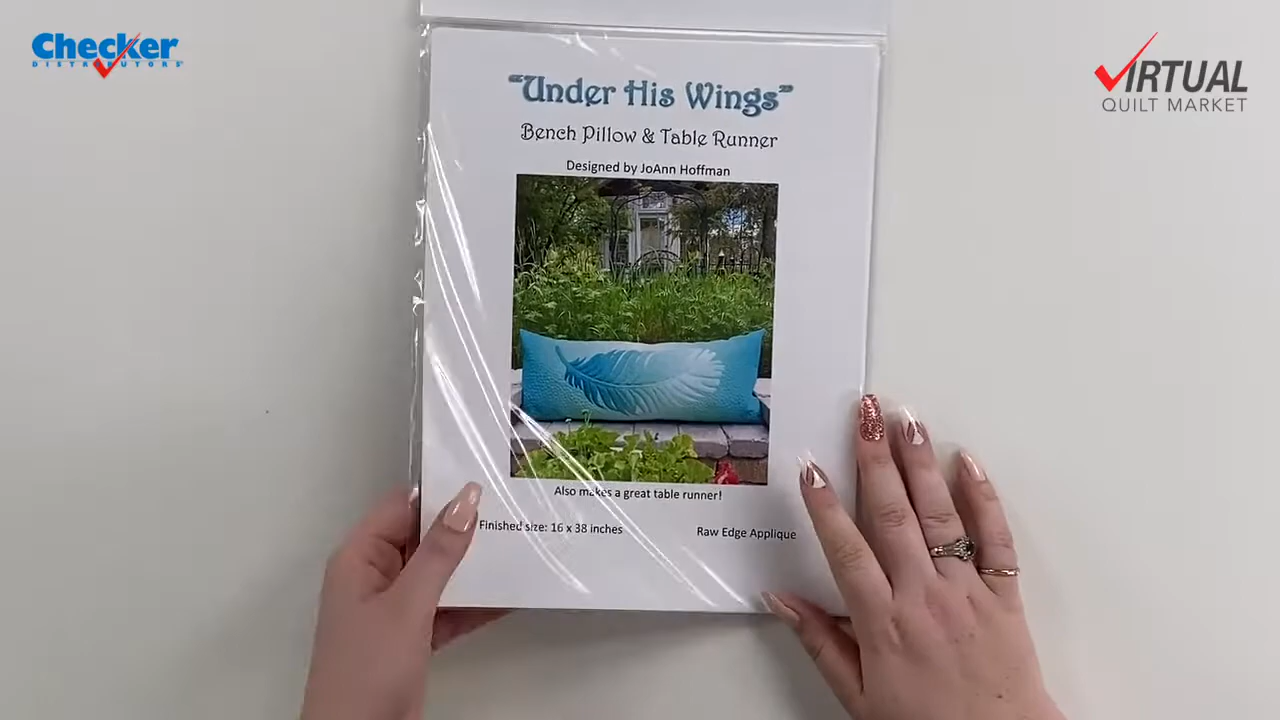 Checker
DISTRIBUTORS
VIRTUAL
QUILT MARKET
"Under His Wings"
Bench Pillow & Table Runner
Designed by JoAnn Hoffman
Also makes a great table runner!
Finished size: 16 x 38 inches
Raw Edge Applique